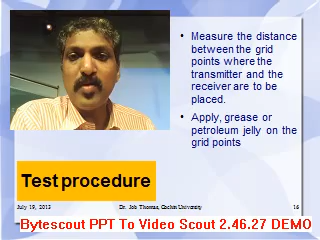 • Measure the distance
between the grid
points where the
transmitter and the
receiver are to be
placed.
• Apply, grease or
petroleum jelly on the
grid points
Test procedure
July 19, 2013 Dr. Job Thomas, Cochin University 16
Bytescout PPT To Video Scout 2.46.27 DEMO